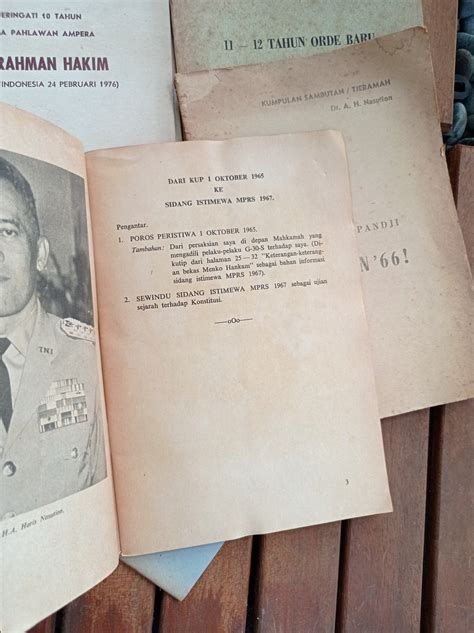 ERINGATI 10 TAHUN
A PAHLAWAN AMPERA
RAHMAN HAKIM
INDONESIA 24 PEBRUARI 1976)
11 — 12 TAHUN ORDE BARU
KUMPULAN SAMBUTAN / TJERAMAH
Dr. A. H. Nasution
PANDJI
N '66!
DARI KUP 1 OKTOBER 1965
KE
SIDANG ISTIMEWA MPRS 1967.
Pengantar.
1. POROS PERISTIWA 1 OKTOBER 1965.
Tambahan: Dari persaksian saya di depan Mahkamah yang
mengadili pelaku-pelaku G-30-S terhadap saya. (Di-
kutip dari halaman 25—32 "Keterangan-keterang-
an bekas Menko Hankam" sebagai bahan informasi
sidang istimewa MPRS 1967).
2. SEWINDU SIDANG ISTIMEWA MPRS 1967 sebagai ujian
sejarah terhadap Konstitusi.
—oOo—
3
TNI
H.A. Haris Nasution.